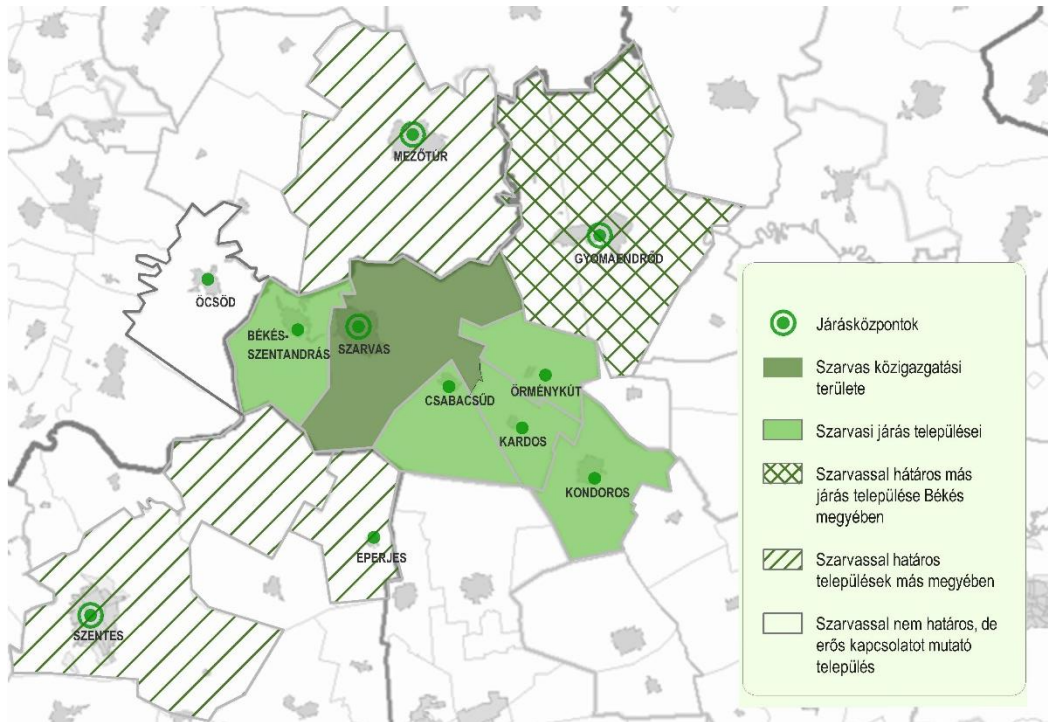 MEZŐTÚR
GYOMAENDRŐD
ÖCSÖD
BÉKÉS-
SZENTANDRÁS
SZARVAS
CSABACSŰD
ÖRMÉNYKÚT
KARDOS
KONDOROS
EPERJES
SZENTES
Járásközpontok
Szarvas közigazgatási
területe
Szarvasi járás települései
Szarvassal hátáros más
járás települése Békés
megyében
Szarvassal határos
települések más megyében
Szarvassal nem határos, de
erős kapcsolatot mutató
település